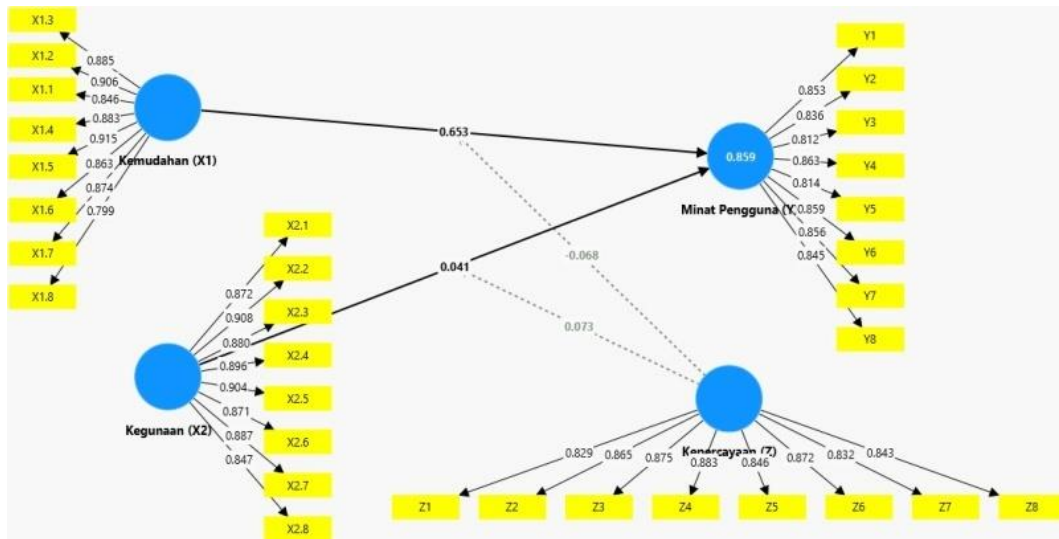 X1.3
X1.2
X1.1
X1.4
X1.5
X1.6
X1.7
X1.8
0.885
0.906
0.846
0.883
0.915
0.863
0.874
0.799
Kemudahan (X1)
0.653
0.041
-0.068
0.073
X2.1
X2.2
X2.3
X2.4
X2.5
X2.6
X2.7
X2.8
0.872
0.908
0.880
0.896
0.904
0.871
0.887
0.847
Kegunaan (X2)
Y1
Y2
Y3
Y4
Y5
Y6
Y7
Y8
0.853
0.836
0.812
0.863
0.814
0.859
0.856
0.845
0.859
Minat Pengguna (Y
Kepercayaan (Z)
0.829
0.865
0.875
0.883
0.846
0.872
0.832
0.843
Z1
Z2
Z3
Z4
Z5
Z6
Z7
Z8